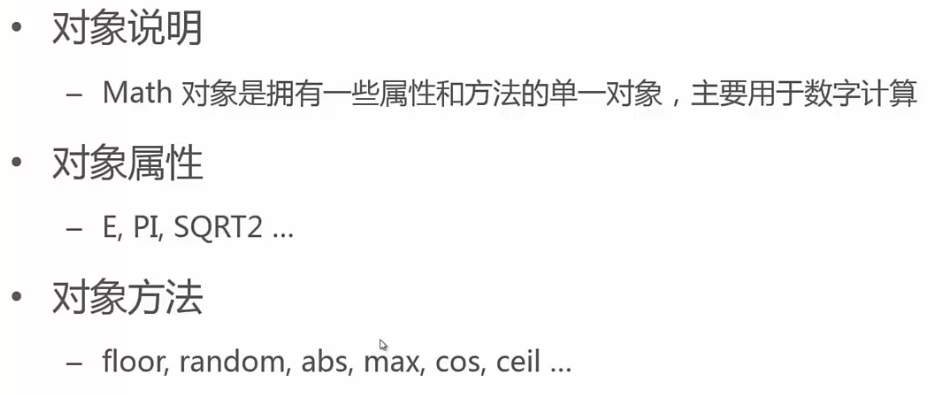 • 对象说明
– Math 对象是拥有一些属性和方法的单一对象，主要用于数字计算
• 对象属性
– E, PI, SQRT2 ...
• 对象方法
– floor, random, abs, max, cos, ceil ...